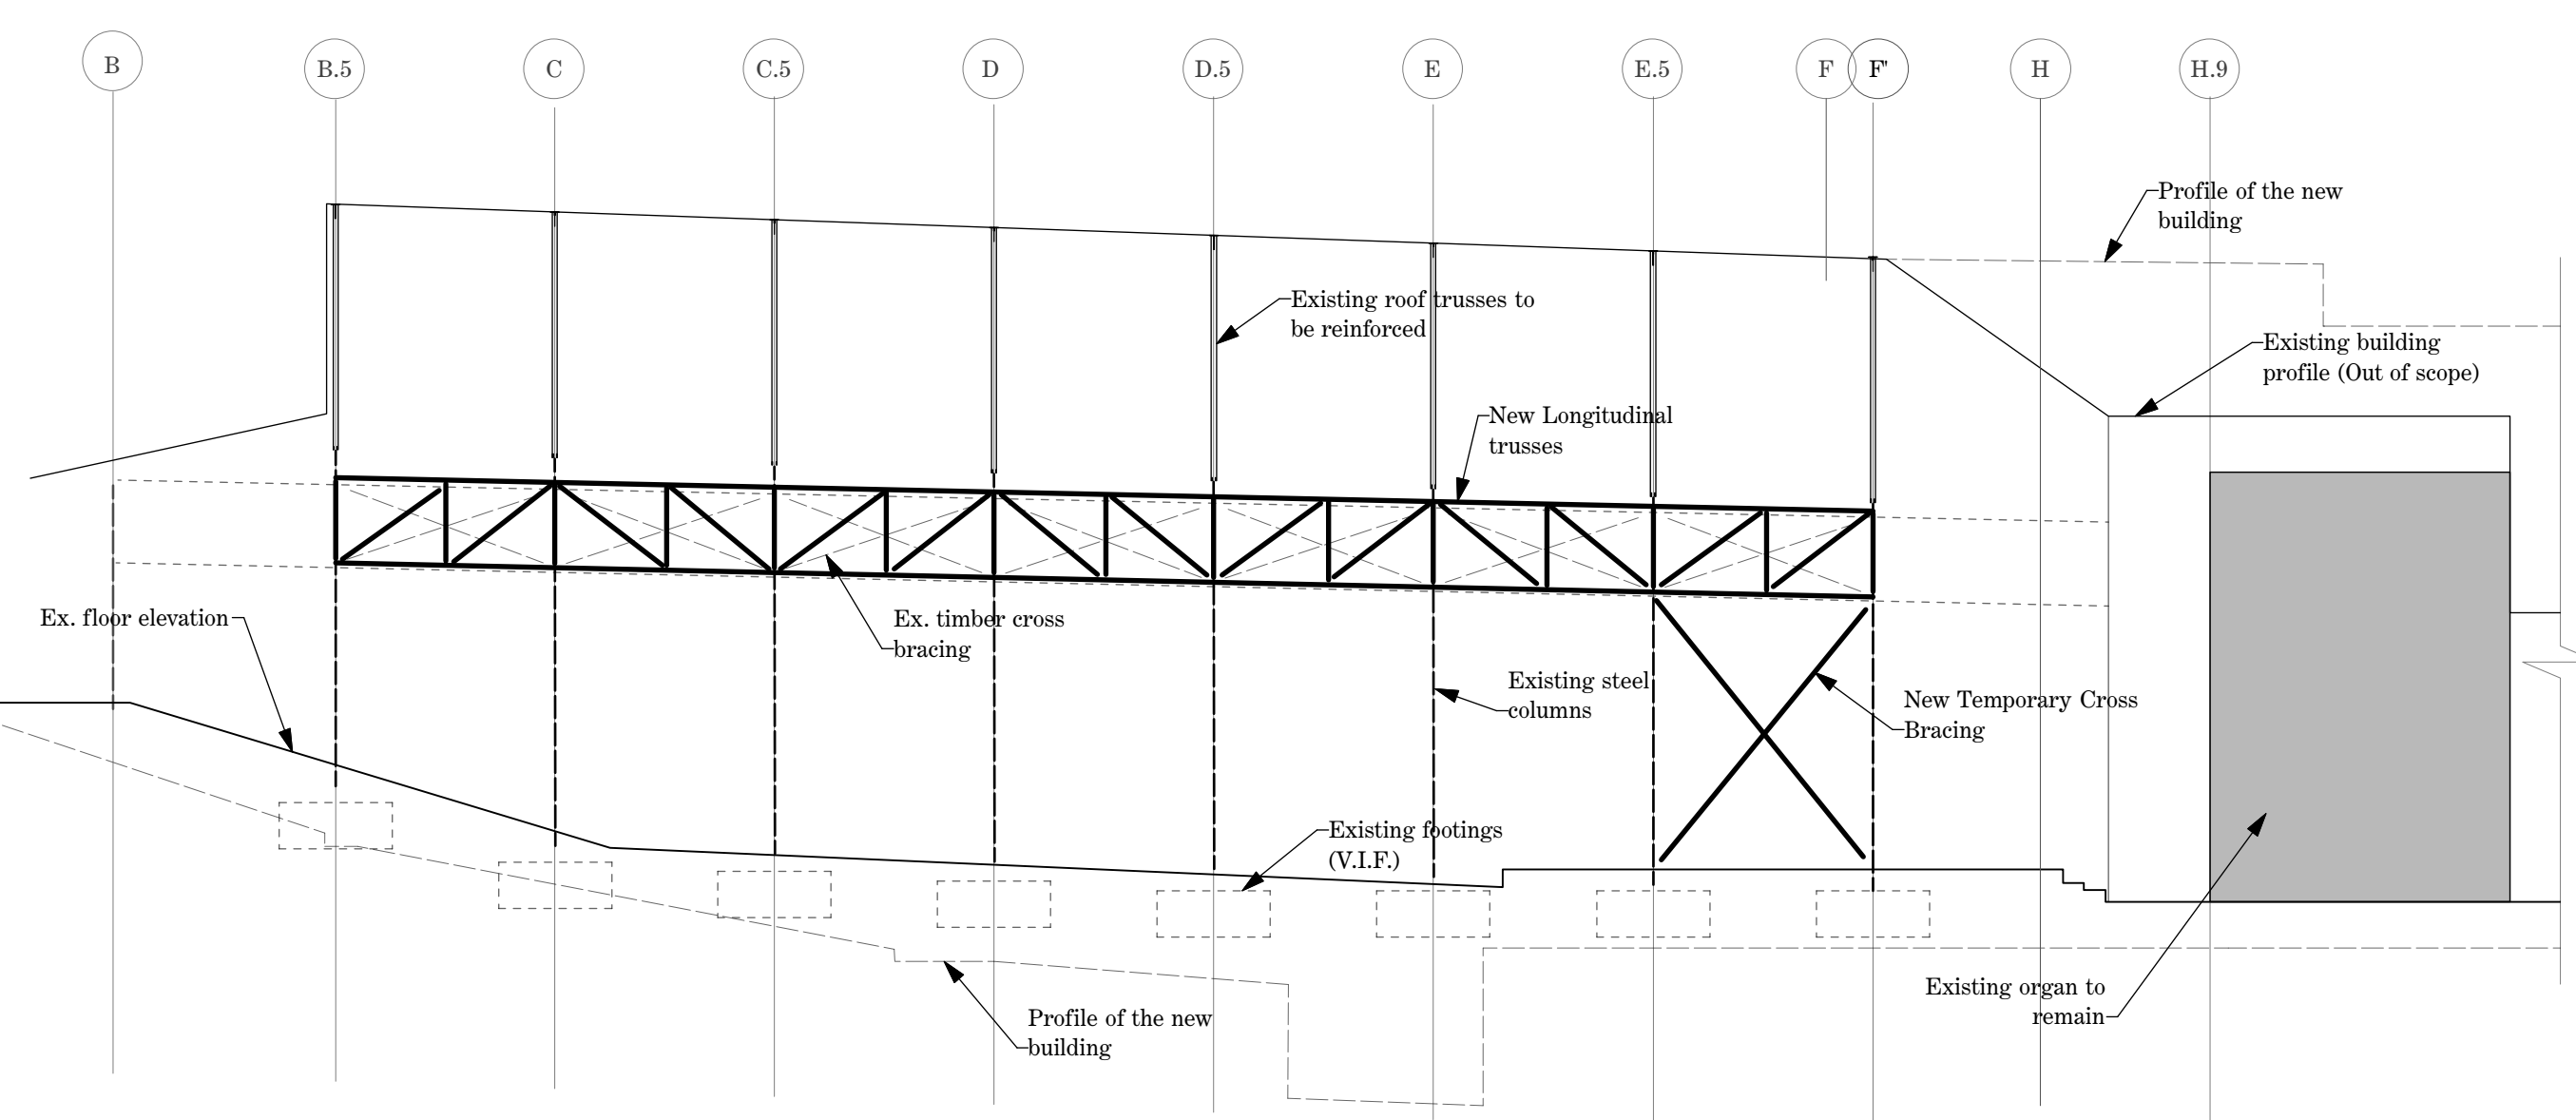 B
B.5
C
C.5
D
D.5
E
E.5
F
F'
H
H.9
Profile of the new
building
Existing roof trusses to
be reinforced
Existing building
profile (Out of scope)
New Longitudinal
trusses
Ex. floor elevation
Ex. timber cross
bracing
Existing steel
columns
New Temporary Cross
Bracing
Existing footings
(V.I.F.)
Existing organ to
remain
Profile of the new
building